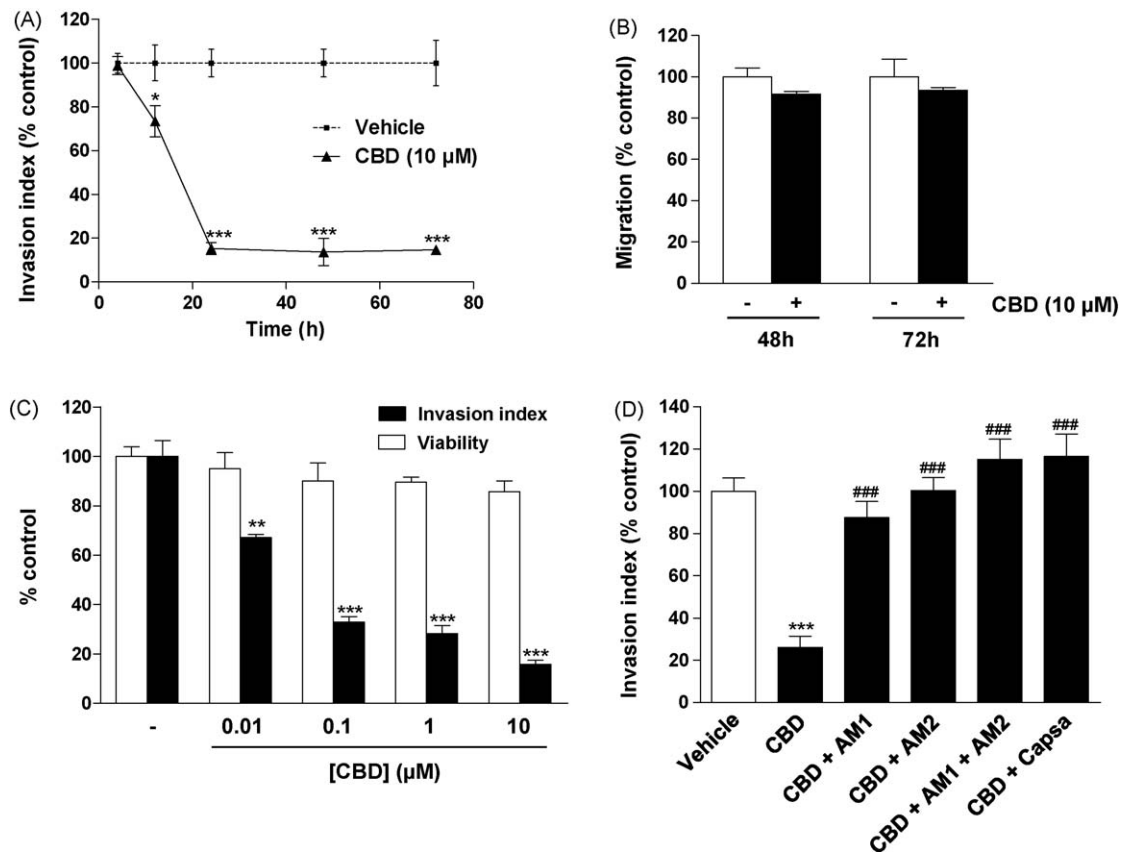 (A)
Invasion index (% control)
120
100
80
60
40
20
0
*
***
***
***
Vehicle
CBD (10 µM)
0
20
40
60
80
Time (h)
(B)
Migration (% control)
120
100
80
60
40
20
0
- + - + CBD (10 µM)
48h 72h
(C)
% control
120
100
80
60
40
20
0
Invasion index
Viability
**
***
***
***
- 0.01 0.1 1 10
[CBD] (µM)
(D)
Invasion index (% control)
140
120
100
80
60
40
20
0
***
###
###
###
###
Vehicle
CBD
CBD + AM1
CBD + AM2
CBD + AM1 + AM2
CBD + Capsa